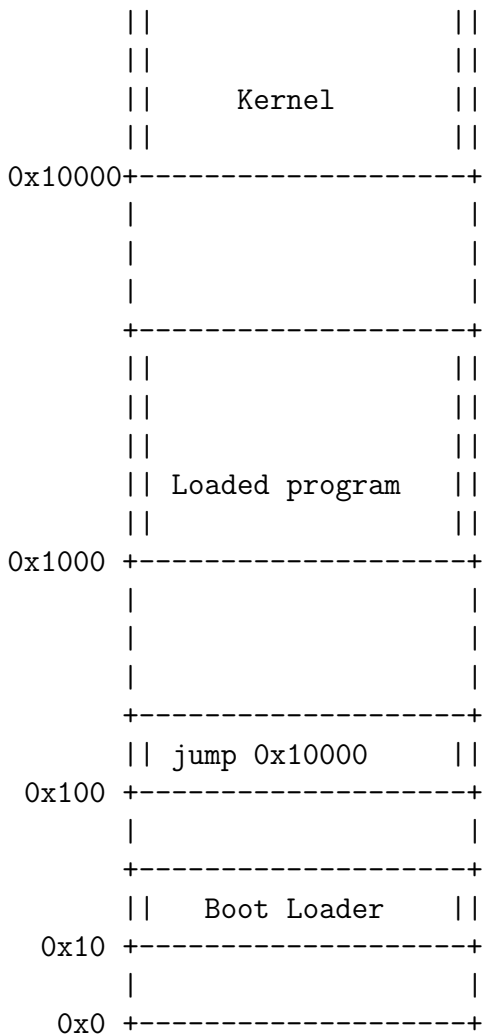 ||                   ||
||                   ||
||      Kernel       ||
||                   ||
0x10000+---------------------+
|                     |
|                     |
|                     |
+---------------------+
||                   ||
||                   ||
||                   ||
|| Loaded program    ||
||                   ||
0x1000 +---------------------+
|                     |
|                     |
|                     |
+---------------------+
|| jump 0x10000      ||
0x100 +---------------------+
|                     |
+---------------------+
||   Boot Loader     ||
0x10 +---------------------+
|                     |
0x0 +---------------------+